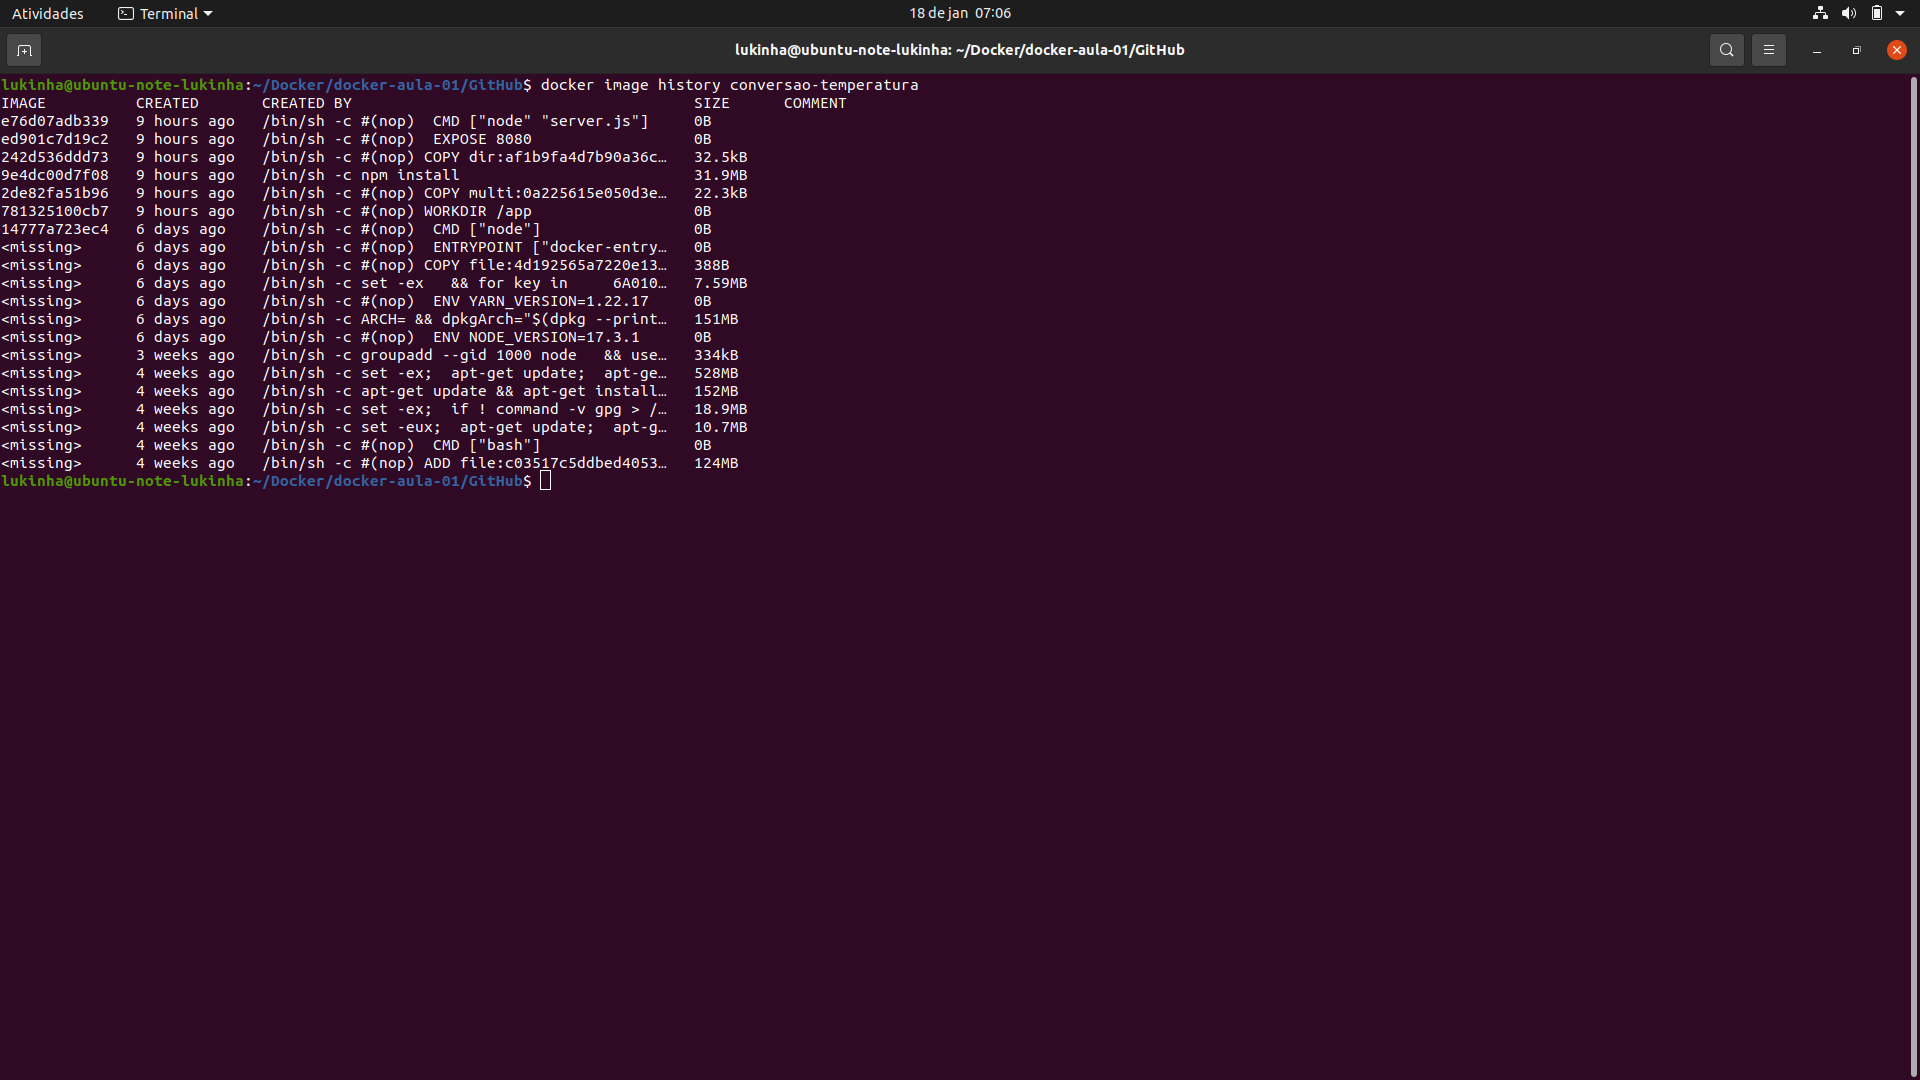 Atividades Terminal 18 de jan 07:06
lukinha@ubuntu-note-lukinha: ~/Docker/docker-aula-01/GitHub
lukinha@ubuntu-note-lukinha:~/Docker/docker-aula-01/GitHub$ docker image history conversao-temperatura
IMAGE CREATED CREATED BY SIZE COMMENT
e76d07adb339 9 hours ago /bin/sh -c #(nop)  CMD ["node" "server.js"] 0B
ed901c7d19c2 9 hours ago /bin/sh -c #(nop)  EXPOSE 8080 0B
242d536ddd73 9 hours ago /bin/sh -c #(nop) COPY dir:af1b9fa4d7b90a36c… 32.5kB
9e4dc00d7f08 9 hours ago /bin/sh -c npm install 31.9MB
2de82fa51b96 9 hours ago /bin/sh -c #(nop) COPY multi:0a225615e050d3e… 22.3kB
781325100cb7 9 hours ago /bin/sh -c #(nop) WORKDIR /app 0B
14777a723ec4 6 days ago /bin/sh -c #(nop)  CMD ["node"] 0B
<missing> 6 days ago /bin/sh -c #(nop)  ENTRYPOINT ["docker-entry… 0B
<missing> 6 days ago /bin/sh -c #(nop) COPY file:4d192565a7220e13… 388B
<missing> 6 days ago /bin/sh -c set -ex   && for key in     6A010… 7.59MB
<missing> 6 days ago /bin/sh -c #(nop)  ENV YARN_VERSION=1.22.17 0B
<missing> 6 days ago /bin/sh -c ARCH= && dpkgArch="$(dpkg --print… 151MB
<missing> 6 days ago /bin/sh -c #(nop)  ENV NODE_VERSION=17.3.1 0B
<missing> 3 weeks ago /bin/sh -c groupadd --gid 1000 node   && use… 334kB
<missing> 4 weeks ago /bin/sh -c set -ex;  apt-get update;  apt-ge… 528MB
<missing> 4 weeks ago /bin/sh -c apt-get update && apt-get install… 152MB
<missing> 4 weeks ago /bin/sh -c set -ex;  if ! command -v gpg > /… 18.9MB
<missing> 4 weeks ago /bin/sh -c set -eux;  apt-get update;  apt-g… 10.7MB
<missing> 4 weeks ago /bin/sh -c #(nop)  CMD ["bash"] 0B
<missing> 4 weeks ago /bin/sh -c #(nop) ADD file:c03517c5ddbed4053… 124MB
lukinha@ubuntu-note-lukinha:~/Docker/docker-aula-01/GitHub$